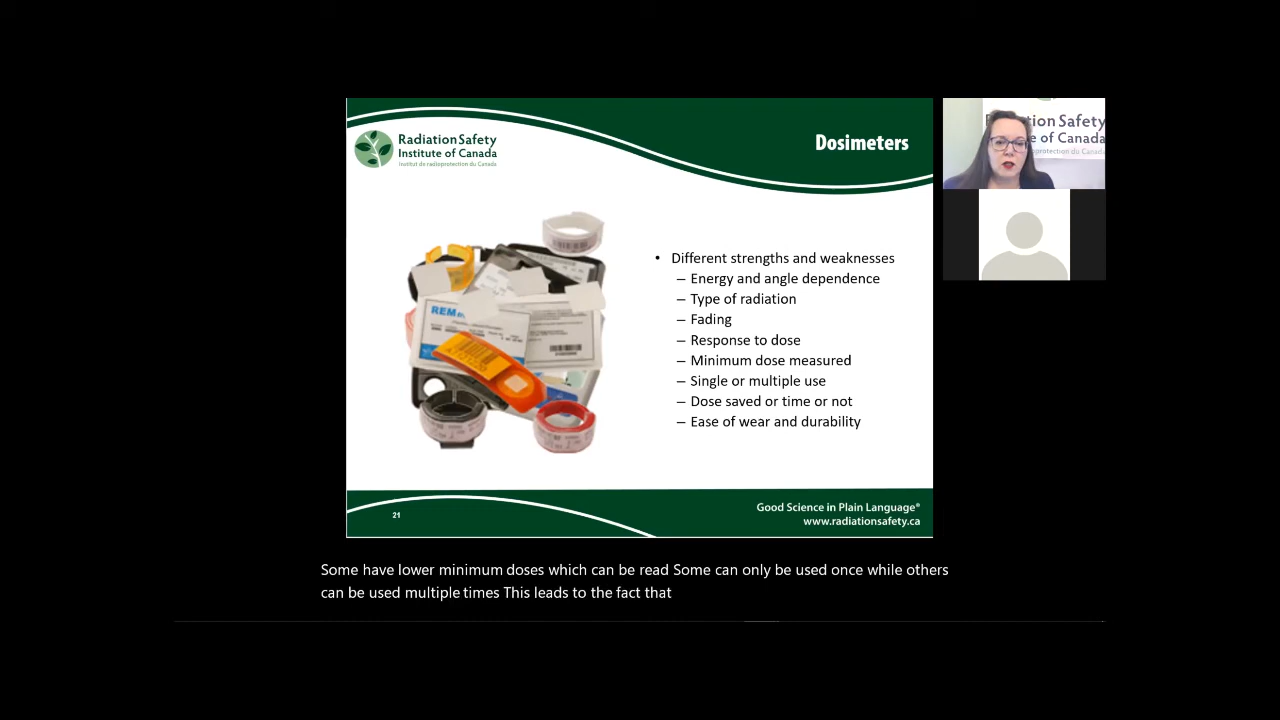 Radiation Safety
Institute of Canada
Institut de radioprotection du Canada
Dosimeters
tion Safety
e of Canada
protection du Canada
REM
• Different strengths and weaknesses
– Energy and angle dependence
– Type of radiation
– Fading
– Response to dose
– Minimum dose measured
– Single or multiple use
– Dose saved or time or not
– Ease of wear and durability
21
Good Science in Plain Language®
www.radiationsafety.ca
Some have lower minimum doses which can be read Some can only be used once while others
can be used multiple times This leads to the fact that